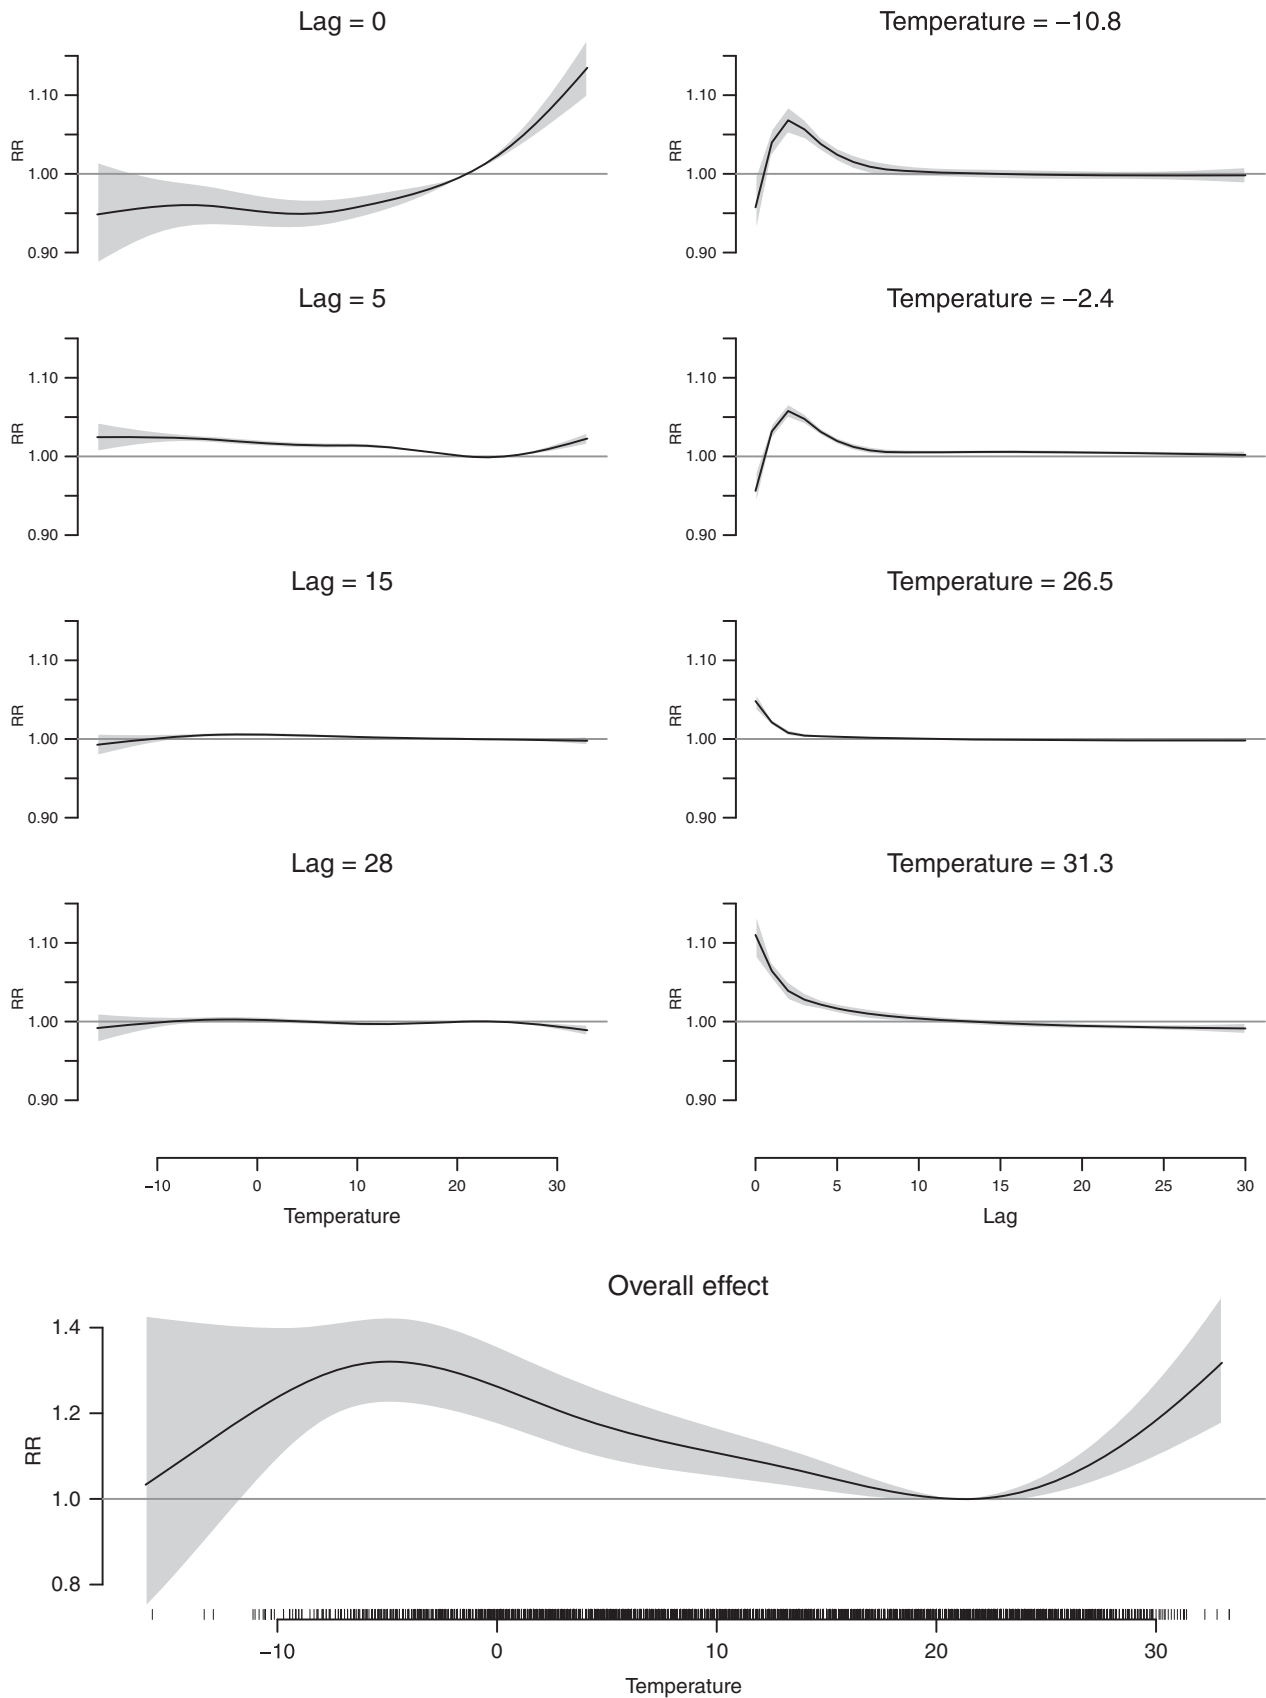 Lag = 0
Temperature = −10.8
RR
1.10
1.00
0.90
RR
1.10
1.00
0.90
Lag = 5
Temperature = −2.4
RR
1.10
1.00
0.90
RR
1.10
1.00
0.90
Lag = 15
Temperature = 26.5
RR
1.10
1.00
0.90
RR
1.10
1.00
0.90
Lag = 28
Temperature = 31.3
RR
1.10
1.00
0.90
RR
1.10
1.00
0.90
−10 0 10 20 30
Temperature
0 5 10 15 20 25 30
Lag
Overall effect
RR
1.4
1.2
1.0
0.8
−10 0 10 20 30
Temperature